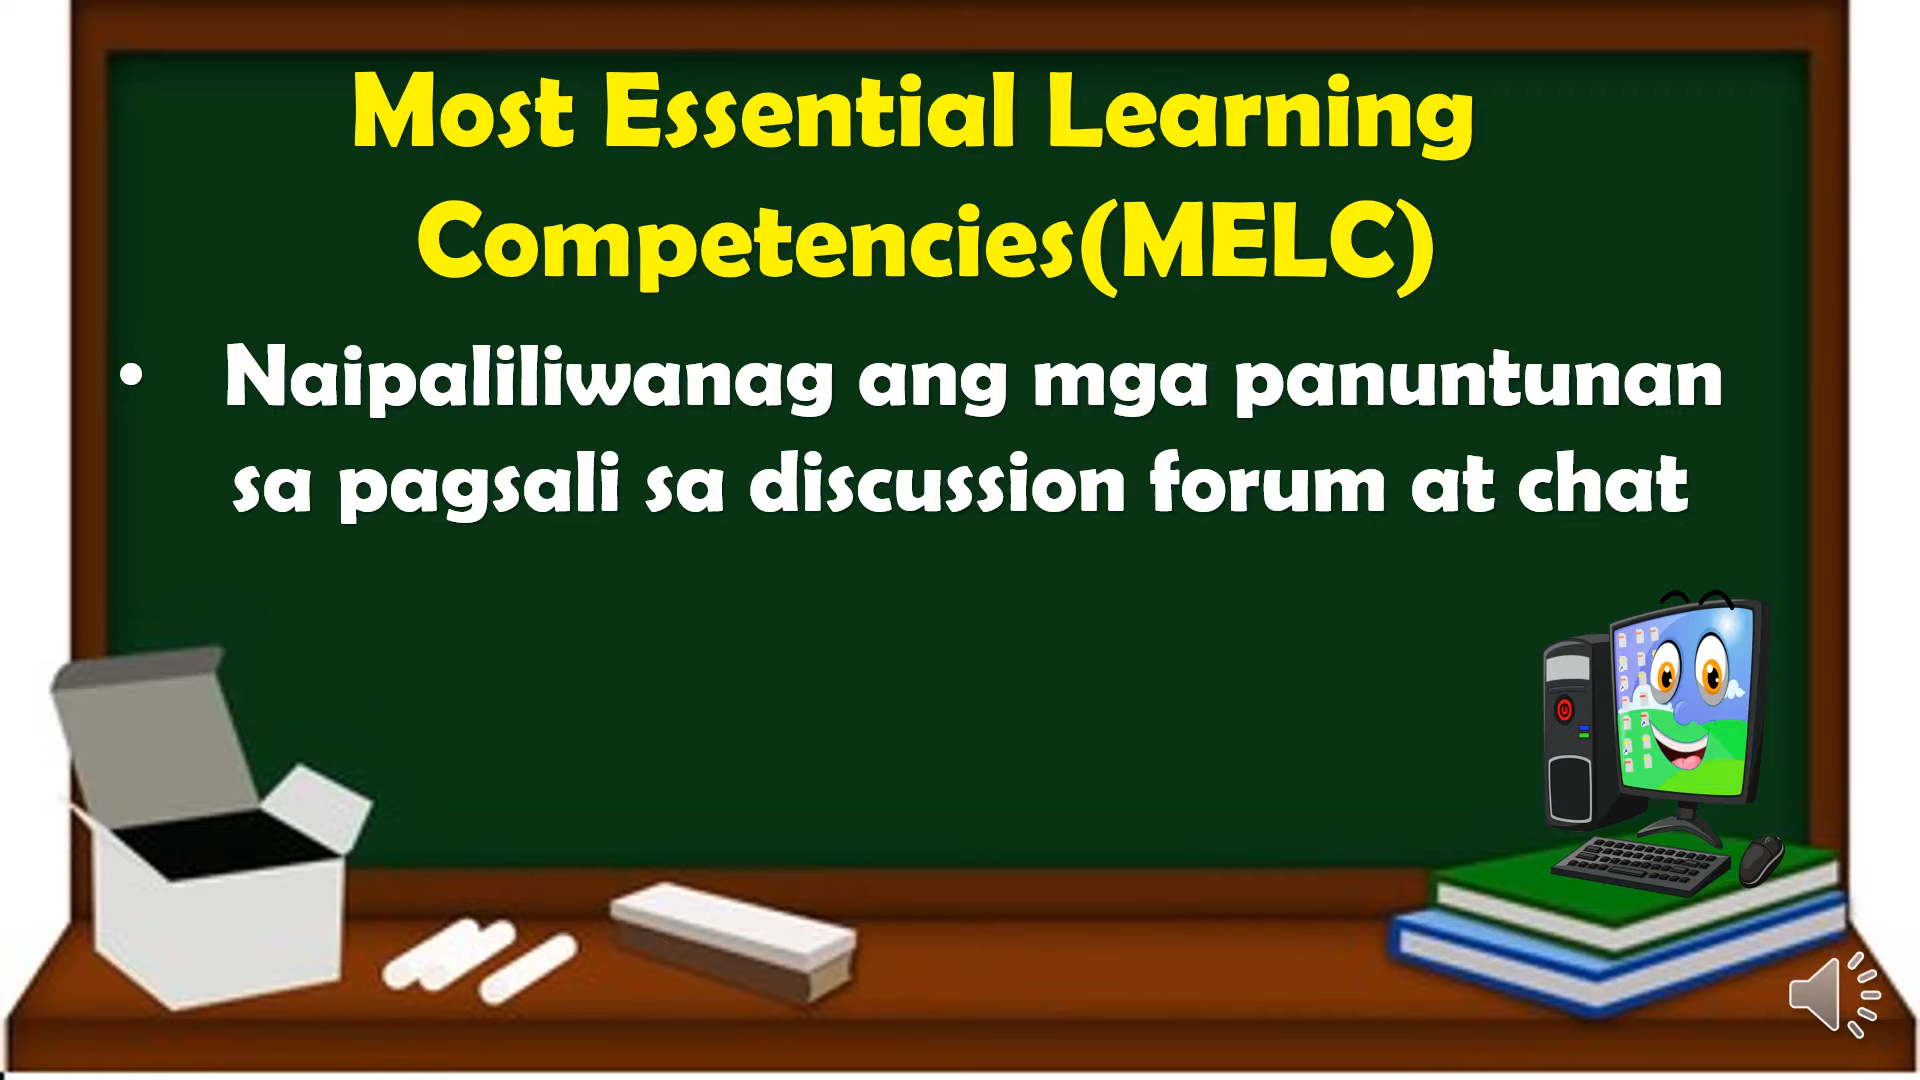 Most Essential Learning
Competencies(MELC)
• Naipaliliwanag ang mga panuntunan
sa pagsali sa discussion forum at chat